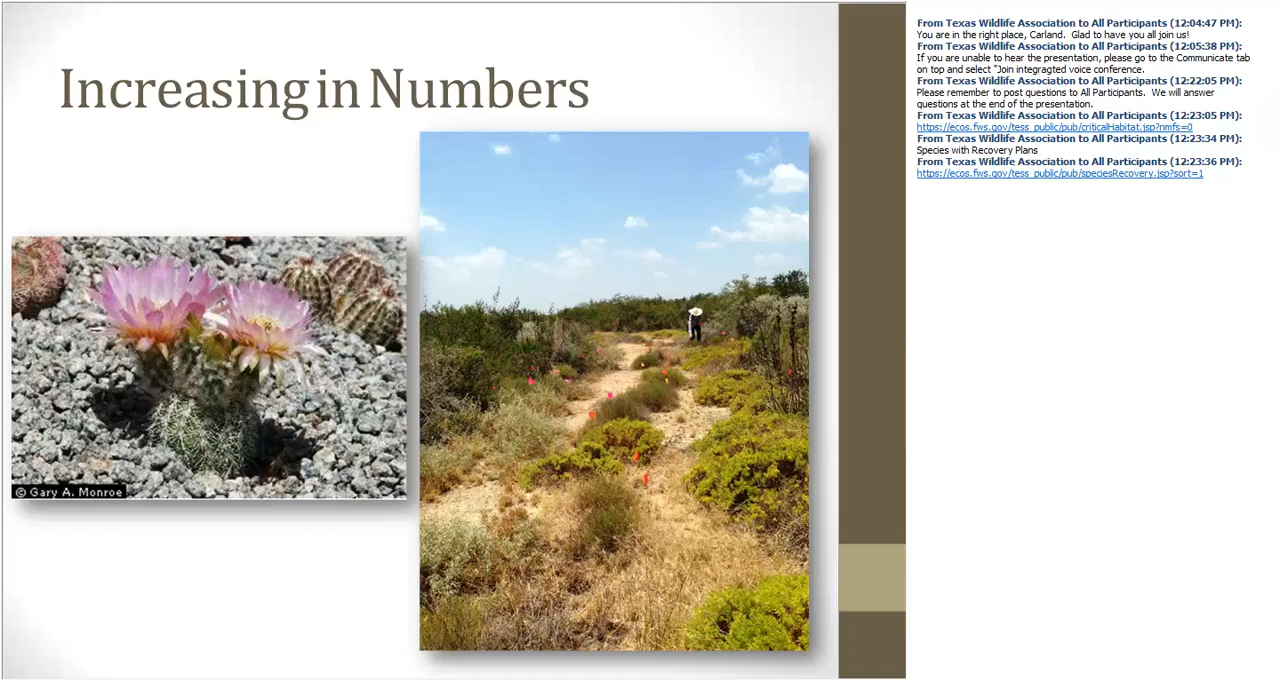 Increasing in Numbers
© Gary A. Monroe
From Texas Wildlife Association to All Participants (12:04:47 PM):
You are in the right place, Carland. Glad to have you all join us!
From Texas Wildlife Association to All Participants (12:05:38 PM):
If you are unable to hear the presentation, please go to the Communicate tab
on top and select "Join integragted voice conference.
From Texas Wildlife Association to All Participants (12:22:05 PM):
Please remember to post questions to All Participants. We will answer
questions at the end of the presentation.
From Texas Wildlife Association to All Participants (12:23:05 PM):
https://ecos.fws.gov/tess_public/pub/criticalHabitat.jsp?nmfs=0
From Texas Wildlife Association to All Participants (12:23:34 PM):
Species with Recovery Plans
From Texas Wildlife Association to All Participants (12:23:36 PM):
https://ecos.fws.gov/tess_public/pub/speciesRecovery.jsp?sort=1